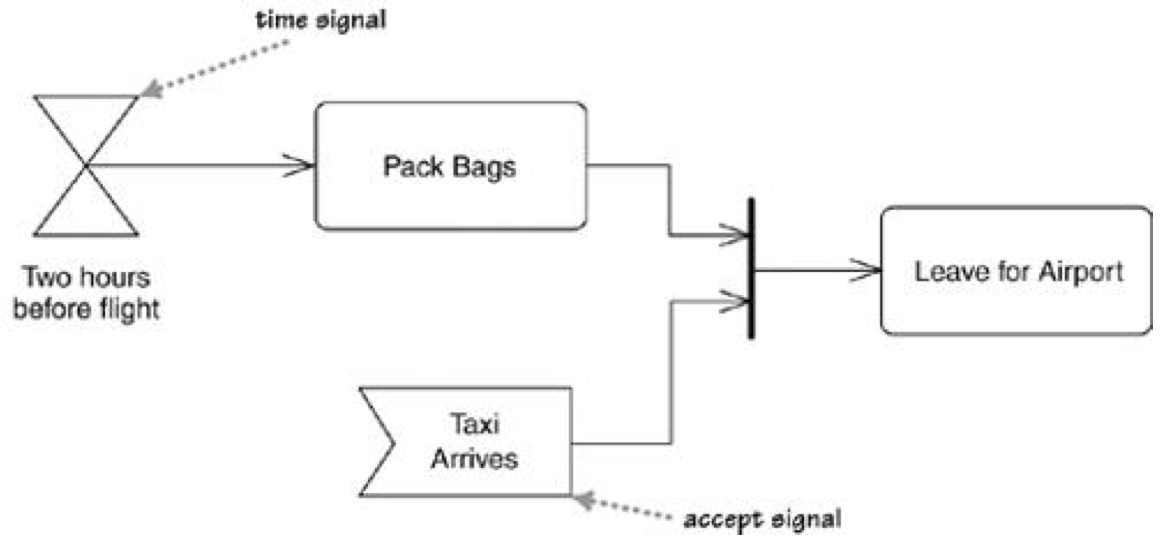 time signal
Pack Bags
Two hours
before flight
Leave for Airport
Taxi
Arrives
accept signal